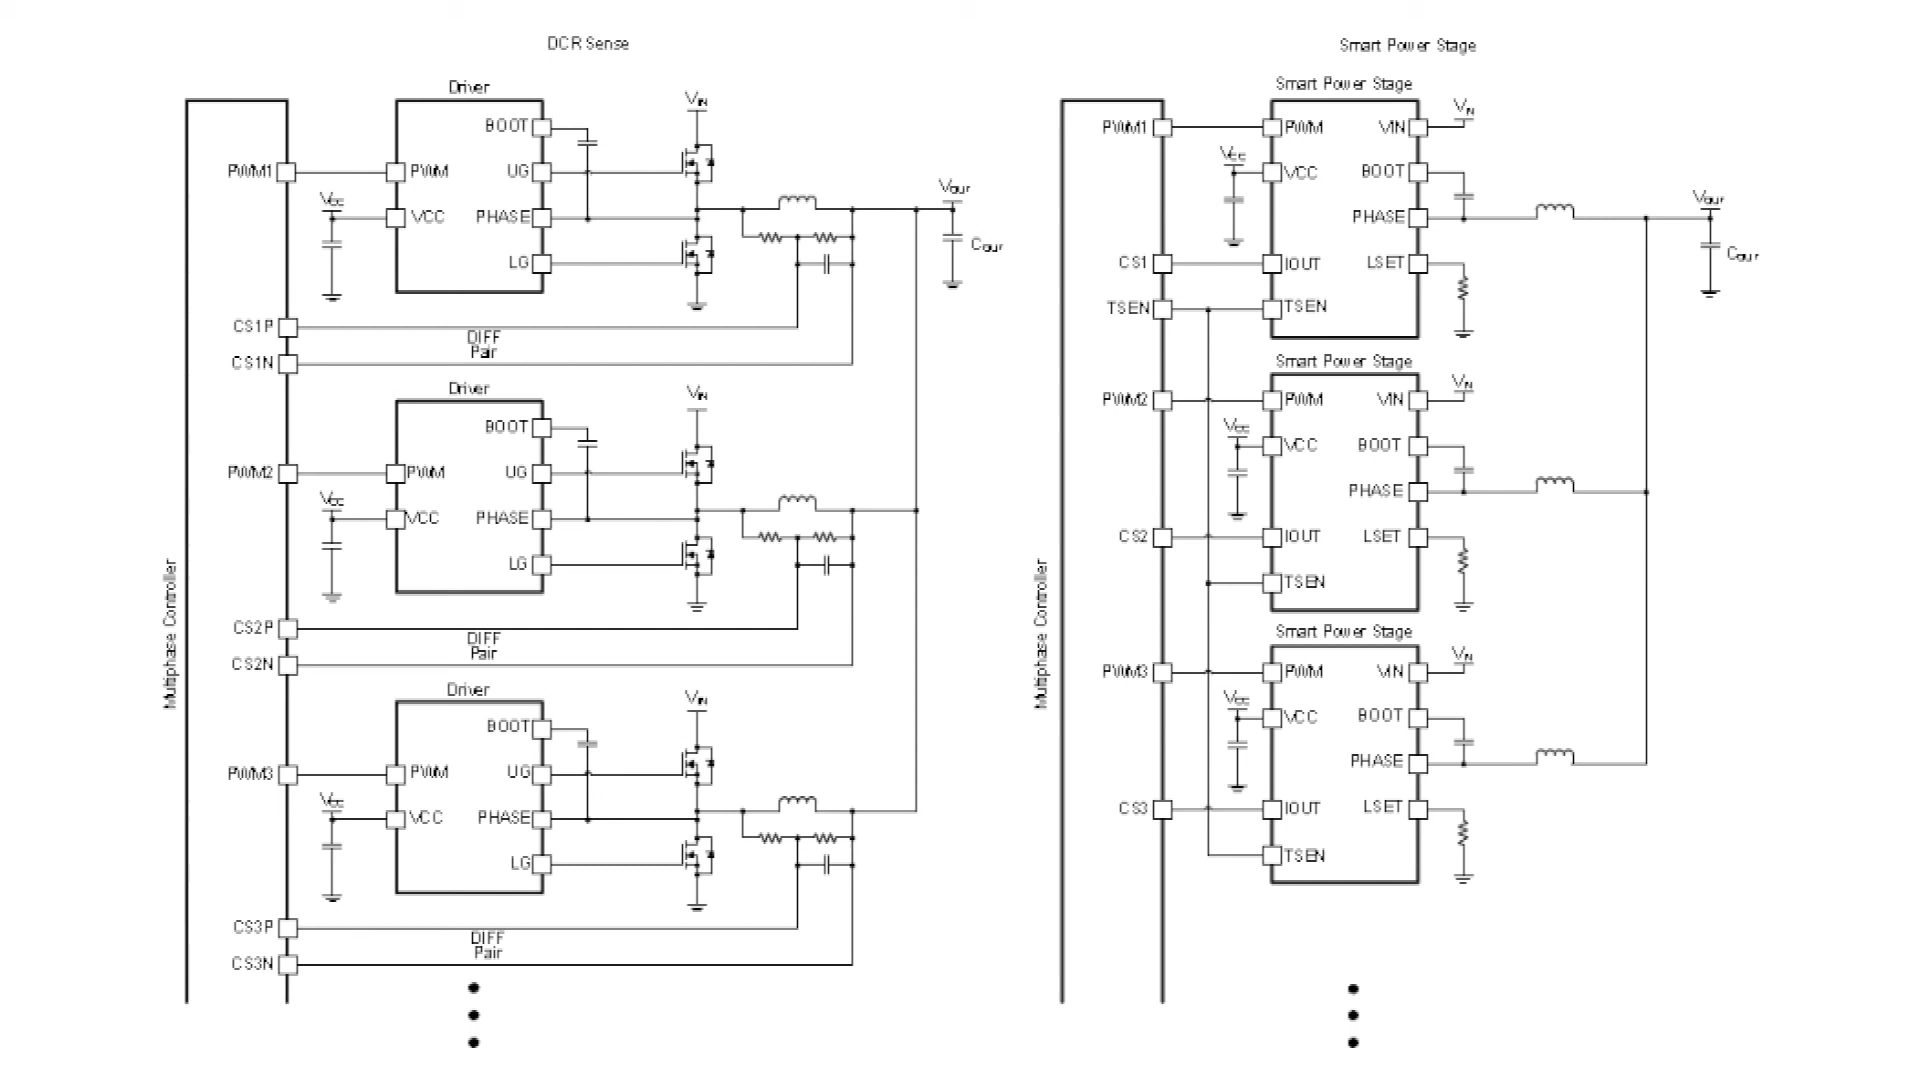 DCR Sense
Driver
BOOT
VIN
PWM1
PWM
UG
VCC
VCC
PHASE
VOUT
COUT
LG
CS1P
DIFF
Pair
CS1N
Driver
VIN
BOOT
PWM2
PWM
UG
VCC
VCC
PHASE
LG
Multiphase Controller
CS2P
DIFF
Pair
CS2N
Driver
VIN
BOOT
PWM3
PWM
UG
VCC
VCC
PHASE
LG
CS3P
DIFF
Pair
CS3N
Smart Power Stage
Smart Power Stage
PWM1
PWM
VIN
VIN
VCC
VCC
BOOT
PHASE
VOUT
COUT
CS1
IOUT
LSET
TSEN
TSEN
Smart Power Stage
PWM2
PWM
VIN
VIN
VCC
VCC
BOOT
PHASE
CS2
IOUT
LSET
TSEN
Multiphase Controller
Smart Power Stage
PWM3
PWM
VIN
VIN
VCC
VCC
BOOT
PHASE
CS3
IOUT
LSET
TSEN